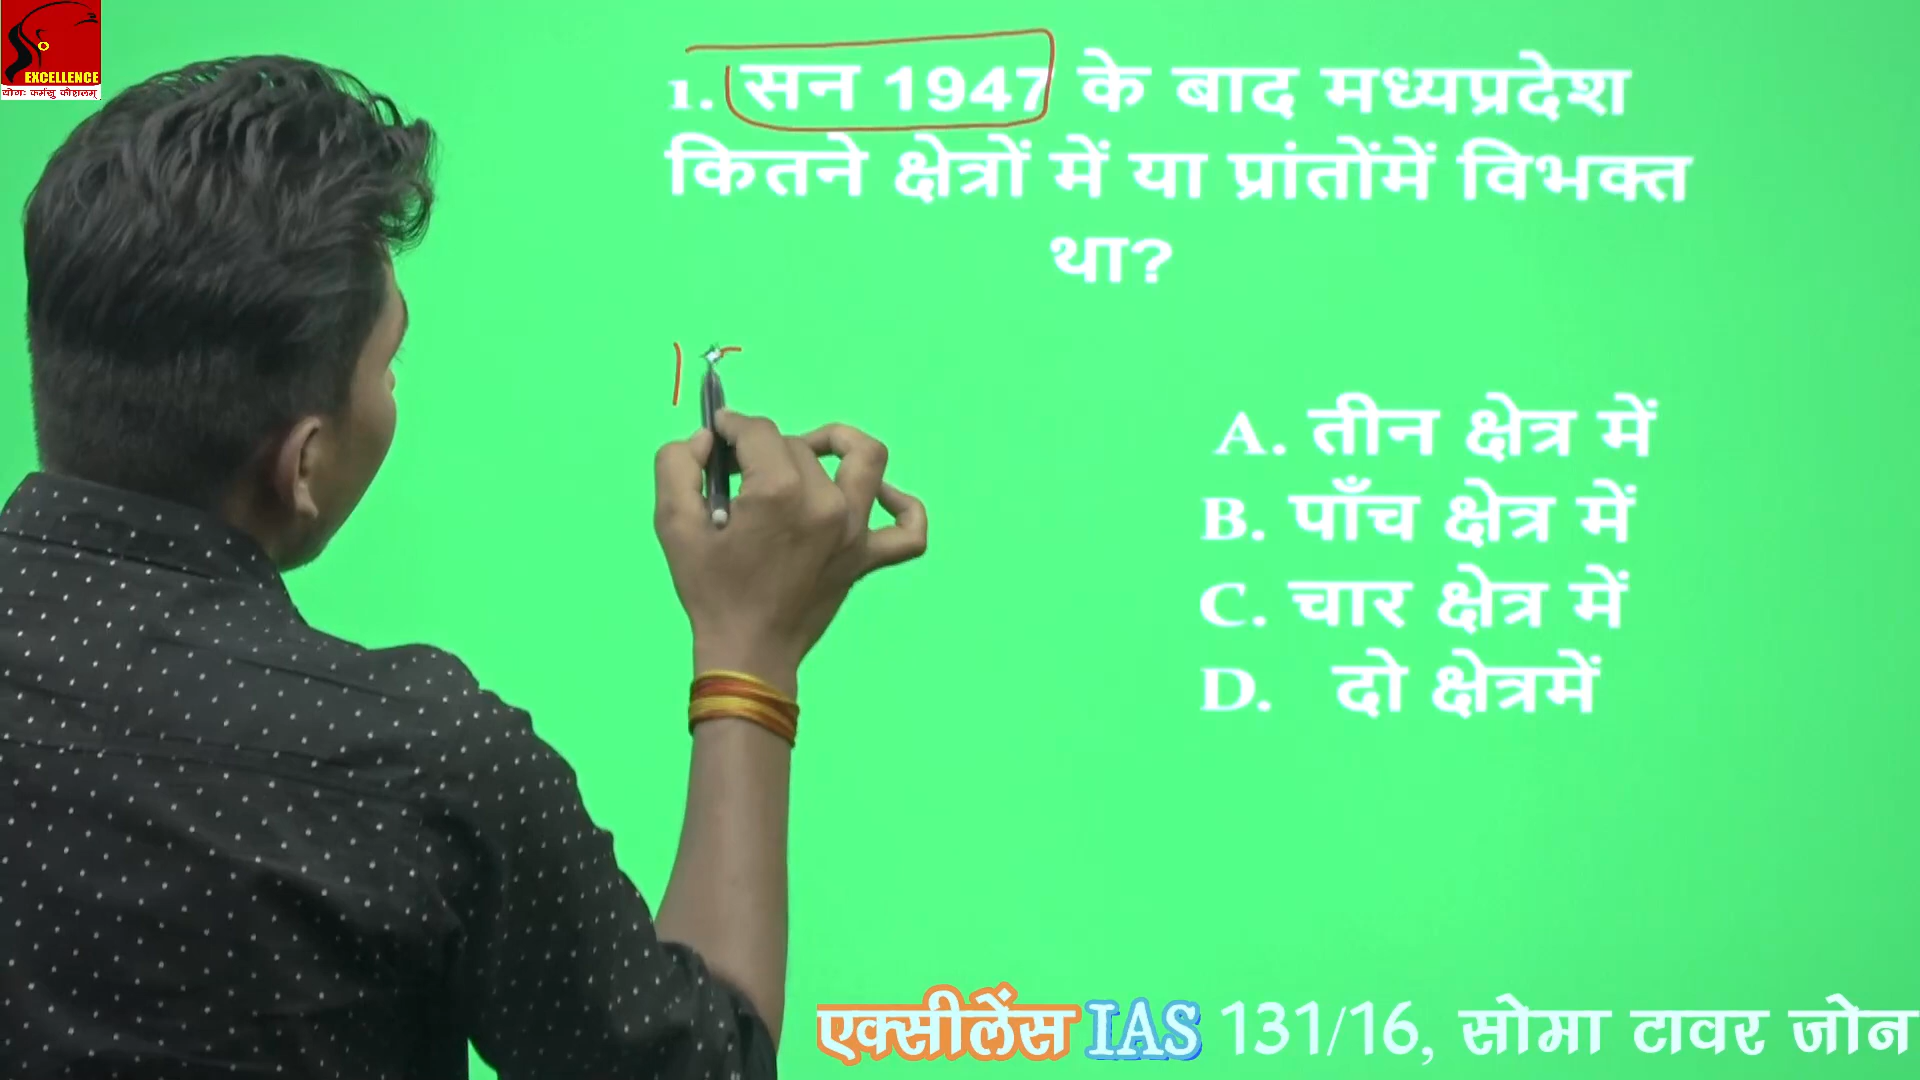 EXCELLENCE
योगः कर्मसु कौशलम्
1. सन 1947 के बाद मध्यप्रदेश
कितने क्षेत्रों में या प्रांतोंमें विभक्त
था?
A. तीन क्षेत्र में
B. पाँच क्षेत्र में
C. चार क्षेत्र में
D. दो क्षेत्रमें
एक्सीलेंस IAS 131/16, सोमा टावर जोन